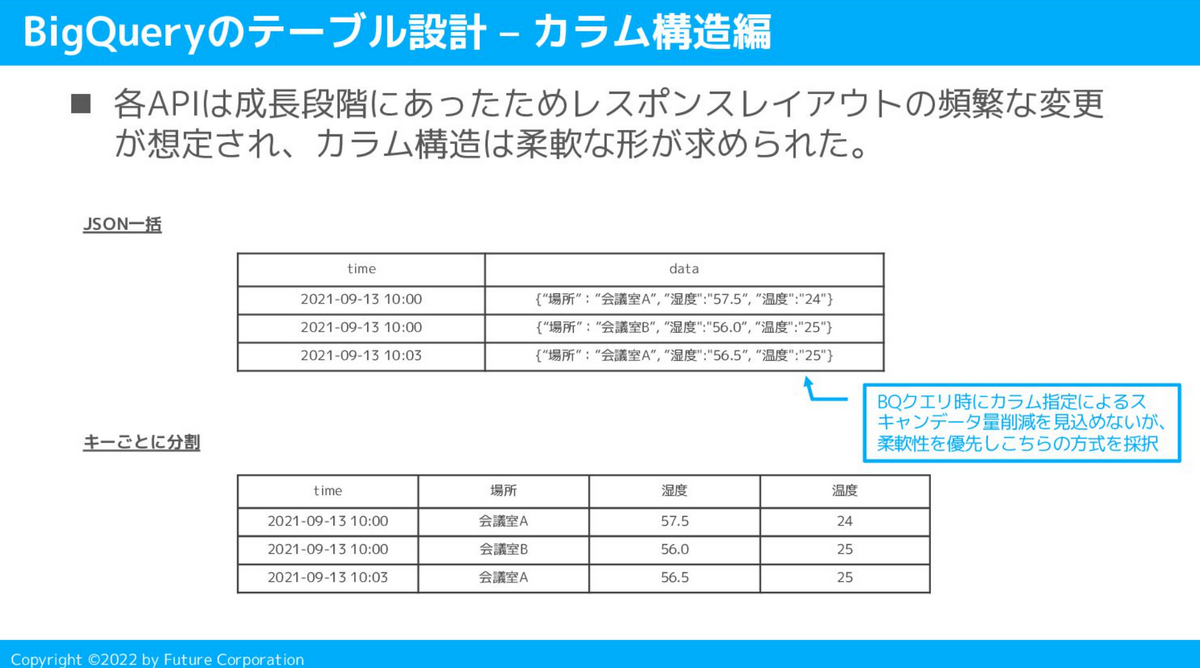 BigQueryのテーブル設計 – カラム構造編
■ 各APIは成長段階にあったためレスポンスレイアウトの頻繁な変更
が想定され、カラム構造は柔軟な形が求められた。
JSON一括
time data
2021-09-13 10:00 {“場所”：”会議室A”, ”湿度":"57.5”, ”温度":"24"}
2021-09-13 10:00 {“場所”：”会議室B”, ”湿度":"56.0”, ”温度":"25"}
2021-09-13 10:03 {“場所”：”会議室A”, ”湿度":"56.5”, ”温度":"25"}
BQクエリ時にカラム指定によるス
キャンデータ量削減を見込めないが、
柔軟性を優先しこちらの方式を採択
キーごとに分割
time 場所 湿度 温度
2021-09-13 10:00 会議室A 57.5 24
2021-09-13 10:00 会議室B 56.0 25
2021-09-13 10:03 会議室A 56.5 25
Copyright ©2022 by Future Corporation